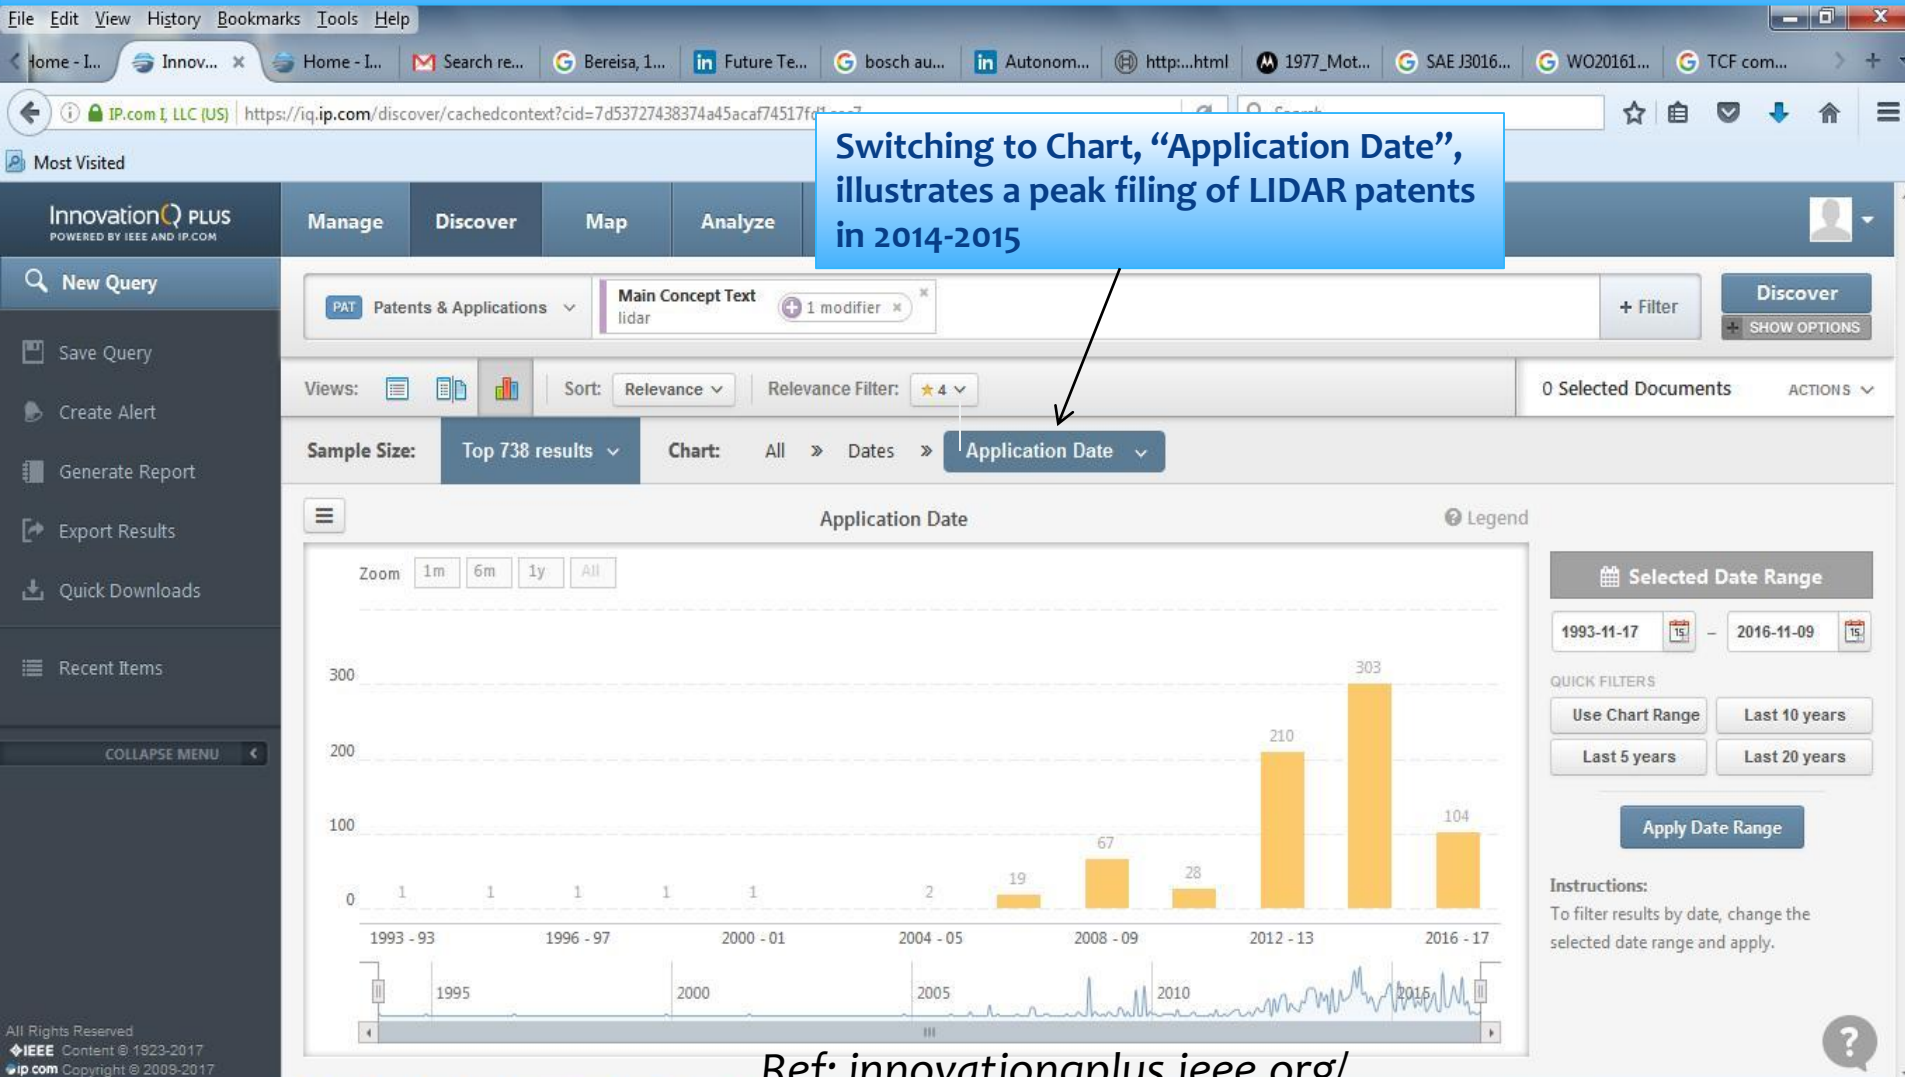 File Edit View History Bookmarks Tools Help
Home - I... Innov... Home - I... Search re... Bereisa, 1... Future Te... bosch au... Autonom... http:...html 1977_Mot... SAE J3016... WO20161... TCF com...
IP.com I, LLC (US) https://iq.ip.com/discover/cachedcontext?cid=7d53727438374a45acaf74517
Most Visited
Switching to Chart, “Application Date”,
illustrates a peak filing of LIDAR patents
in 2014-2015
InnovationQ PLUS
POWERED BY IEEE AND IP.COM
Manage Discover Map Analyze
New Query
Save Query
Create Alert
Generate Report
Export Results
Quick Downloads
Recent Items
COLLAPSE MENU
All Rights Reserved
IEEE Content © 1923-2017
ip com Copyright © 2009-2017
PAT Patents & Applications
Main Concept Text
lidar
1 modifier ×
+ Filter
Discover
+ SHOW OPTIONS
Views: Sort: Relevance Relevance Filter: ★ 4
0 Selected Documents ACTIONS
Sample Size: Top 738 results Chart: All » Dates » Application Date
Application Date
Legend
Zoom 1m 6m 1y All
300
200
100
0
1 1 1 1 1 2 19 67 28 210 303 104
1993 - 93 1996 - 97 2000 - 01 2004 - 05 2008 - 09 2012 - 13 2016 - 17
1995 2000 2005 2010 2015
Selected Date Range
1993-11-17 15 – 2016-11-09 15
QUICK FILTERS
Use Chart Range Last 10 years
Last 5 years Last 20 years
Apply Date Range
Instructions:
To filter results by date, change the
selected date range and apply.
?
Ref: innovationqplus.ieee.org/